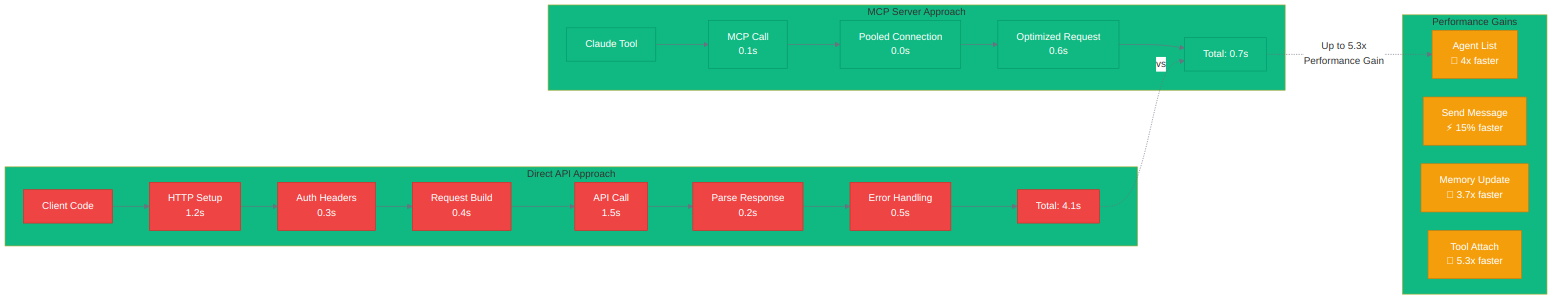 MCP Server Approach
Claude Tool
MCP Call
0.1s
Pooled Connection
0.0s
Optimized Request
0.6s
Total: 0.7s
vs
Up to 5.3x
Performance Gain
Performance Gains
Agent List
4x faster
Send Message
⚡ 15% faster
Memory Update
3.7x faster
Tool Attach
5.3x faster
Direct API Approach
Client Code
HTTP Setup
1.2s
Auth Headers
0.3s
Request Build
0.4s
API Call
1.5s
Parse Response
0.2s
Error Handling
0.5s
Total: 4.1s